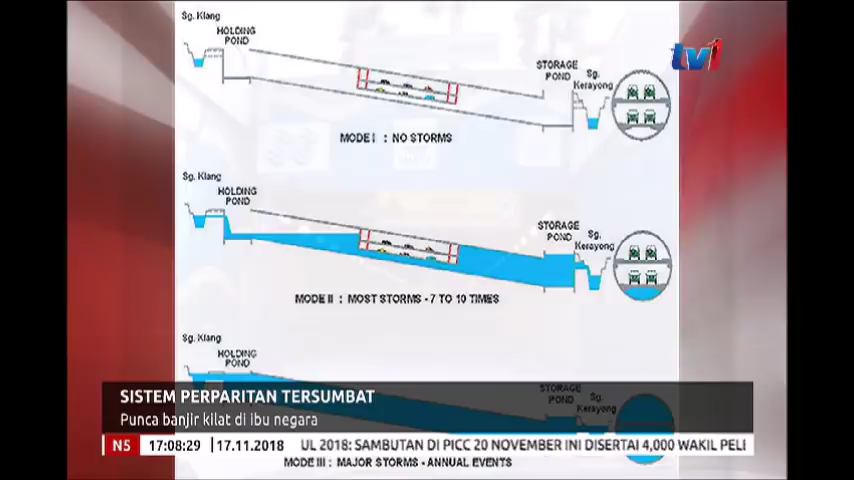 tv1
Sg. Klang
HOLDING
POND
STORAGE
POND
Sg.
Kerayong
MODE I : NO STORMS
Sg. Klang
HOLDING
POND
STORAGE
POND
Sg.
Kerayong
MODE II : MOST STORMS - 7 TO 10 TIMES
Sg. Klang
HOLDING
POND
STORAGE
POND
Sg.
Kerayong
SISTEM PERPARITAN TERSUMBAT
Punca banjir kilat di ibu negara
N5 17:08:29 17.11.2018 UL 2018: SAMBUTAN DI PICC 20 NOVEMBER INI DISERTAI 4,000 WAKIL PELE
MODE III : MAJOR STORMS - ANNUAL EVENTS